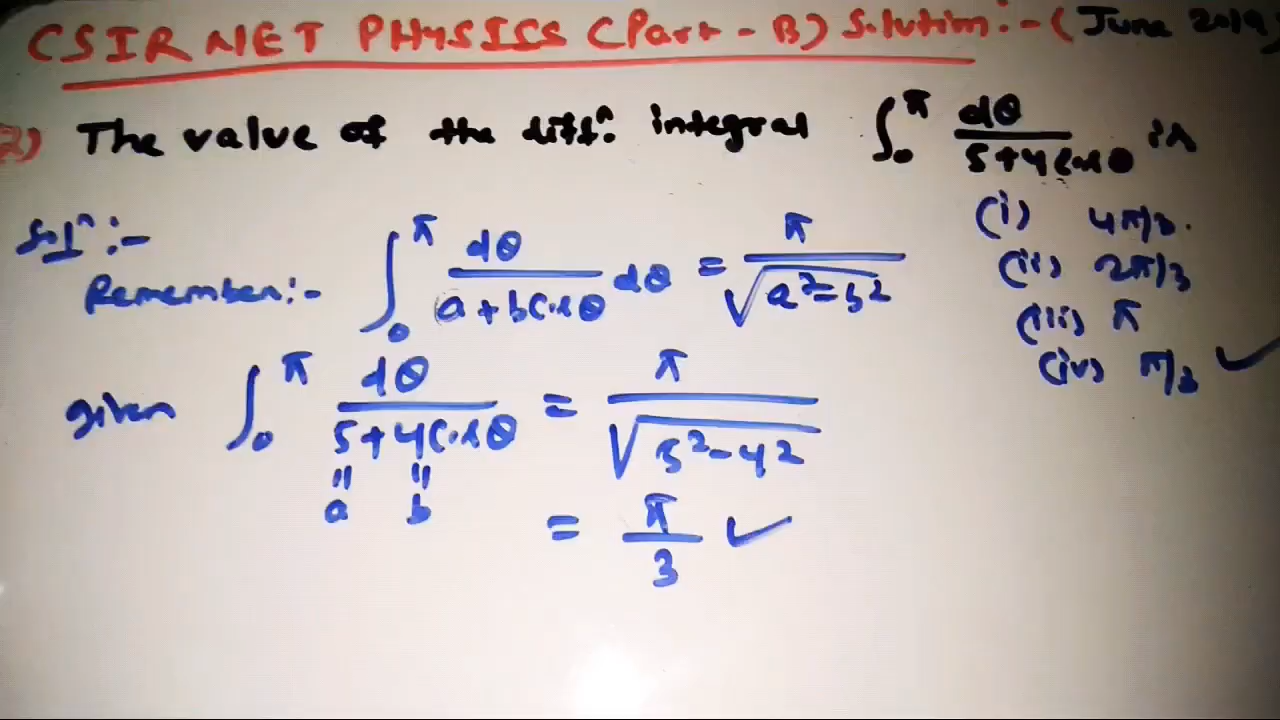 CSIR NET PHYSICS (Part - B) Solution :- (June 2019)
2) The value of the diffⁿ. integral ∫₀^π dθ/(5+4Cosθ) is
(i) 4π/3.
(ii) 2π/3
(iii) π
(iv) π/3 ✓
Solⁿ :-
Remember :- ∫₀^π dθ/(a+bCosθ) dθ = π/√(a²-b²)
given ∫₀^π dθ/(5+4Cosθ) = π/√(5²-4²)
" "
a b
= π/3 ✓